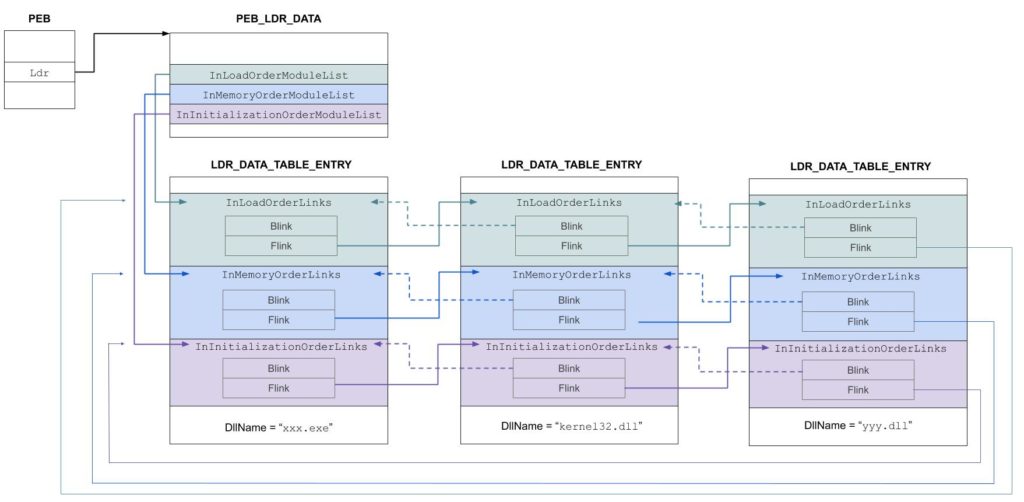 PEB
PEB_LDR_DATA
Ldr
InLoadOrderModuleList
InMemoryOrderModuleList
InInitializationOrderModuleList
LDR_DATA_TABLE_ENTRY
InLoadOrderLinks
Blink
Flink
InMemoryOrderLinks
Blink
Flink
InInitializationOrderLinks
Blink
Flink
DllName = "xxx.exe"
LDR_DATA_TABLE_ENTRY
InLoadOrderLinks
Blink
Flink
InMemoryOrderLinks
Blink
Flink
InInitializationOrderLinks
Blink
Flink
DllName = "kernel32.dll"
LDR_DATA_TABLE_ENTRY
InLoadOrderLinks
Blink
Flink
InMemoryOrderLinks
Blink
Flink
InInitializationOrderLinks
Blink
Flink
DllName = "yyy.dll"